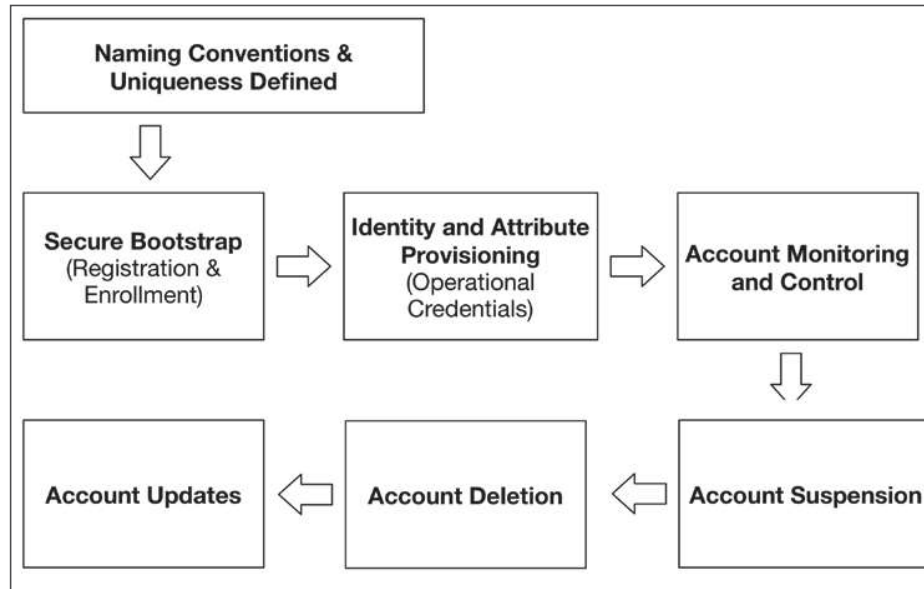 Naming Conventions &
Uniqueness Defined
Secure Bootstrap
(Registration &
Enrollment)
Identity and Attribute
Provisioning
(Operational
Credentials)
Account Monitoring
and Control
Account Updates
Account Deletion
Account Suspension